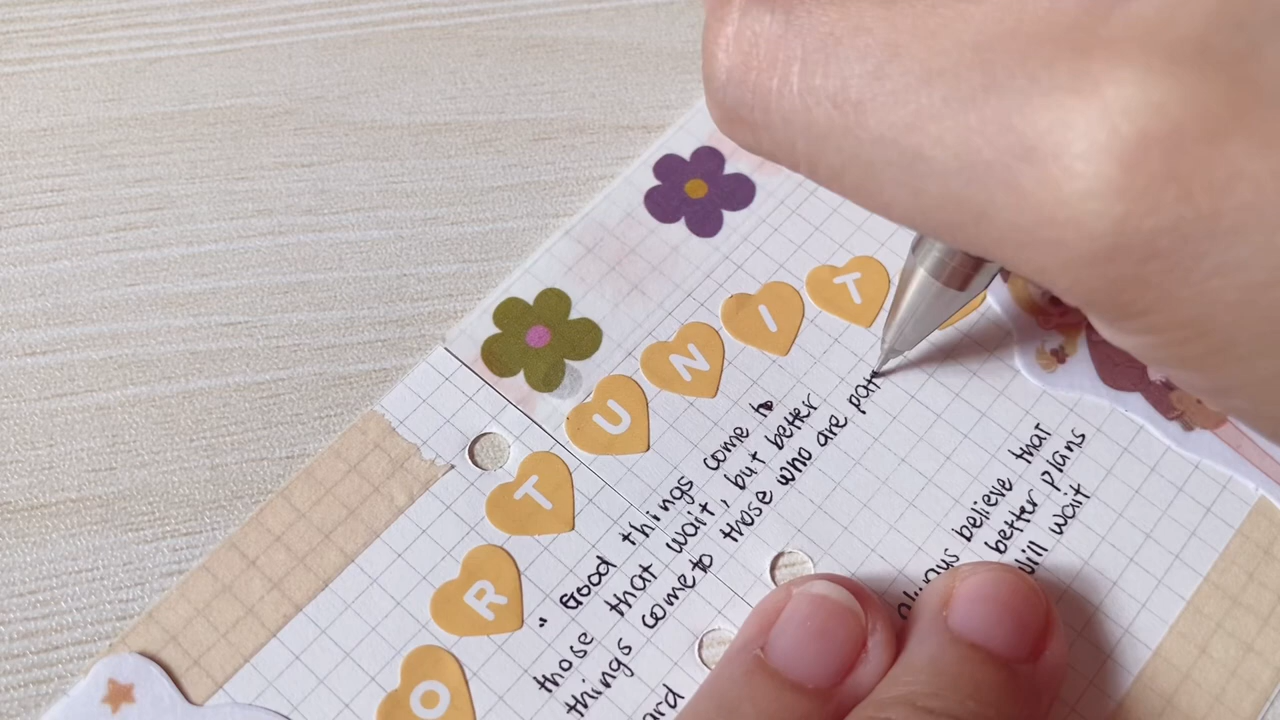 O R T U N I T
" Good things come to
those that wait, but better
things come to those who are pat
always believe that
better plans
will wait
ard